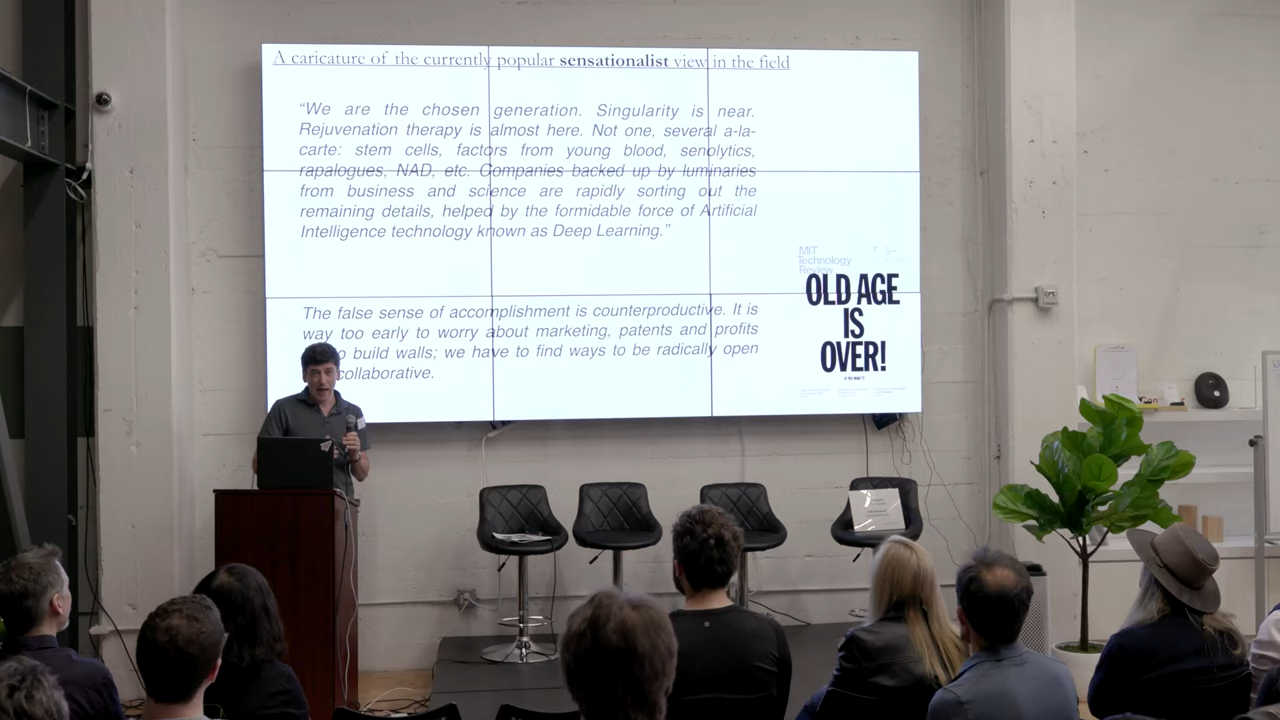 A caricature of the currently popular sensationalist view in the field
“We are the chosen generation. Singularity is near.
Rejuvenation therapy is almost here. Not one, several a-la-
carte: stem cells, factors from young blood, senolytics,
rapalogues, NAD, etc. Companies backed up by luminaries
from business and science are rapidly sorting out the
remaining details, helped by the formidable force of Artificial
Intelligence technology known as Deep Learning.”
The false sense of accomplishment is counterproductive. It is
way too early to worry about marketing, patents and profits
build walls; we have to find ways to be radically open
collaborative.
MIT
Technology
Review
OLD AGE
IS
OVER!